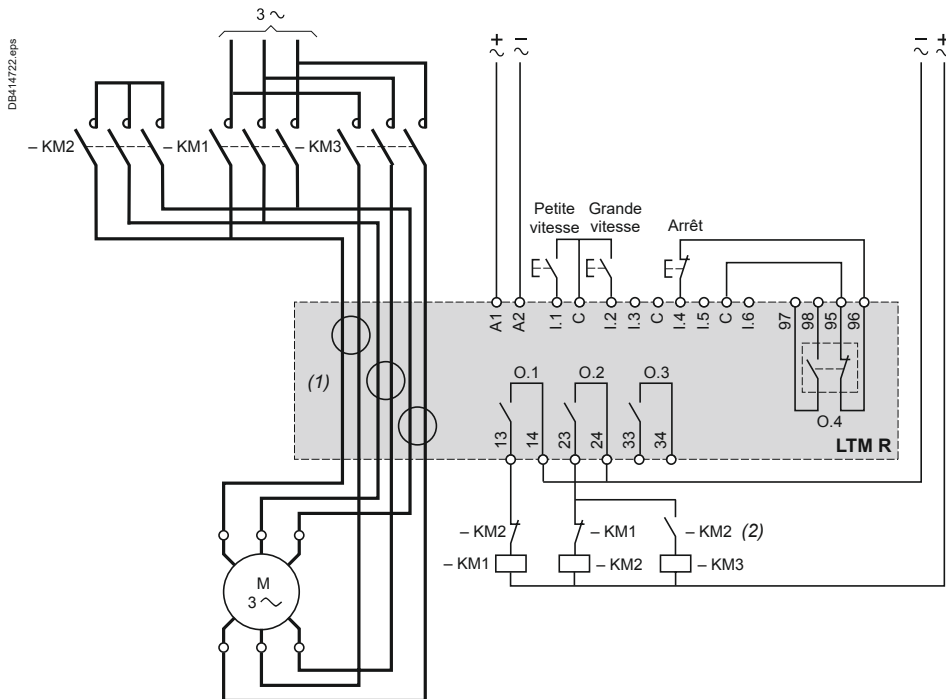 DB414722.eps
3 ~
+ – – +
~ ~ ~ ~
– KM2 – KM1 – KM3
Petite vitesse
Grande vitesse
Arrêt
A1 A2 I.1 C I.2 I.3 C I.4 I.5 C I.6 97 98 95 96
(1)
O.1 O.2 O.3
O.4
13 14 23 24 33 34
LTM R
– KM2 – KM1 – KM2 (2)
– KM1 – KM2 – KM3
M
3 ~